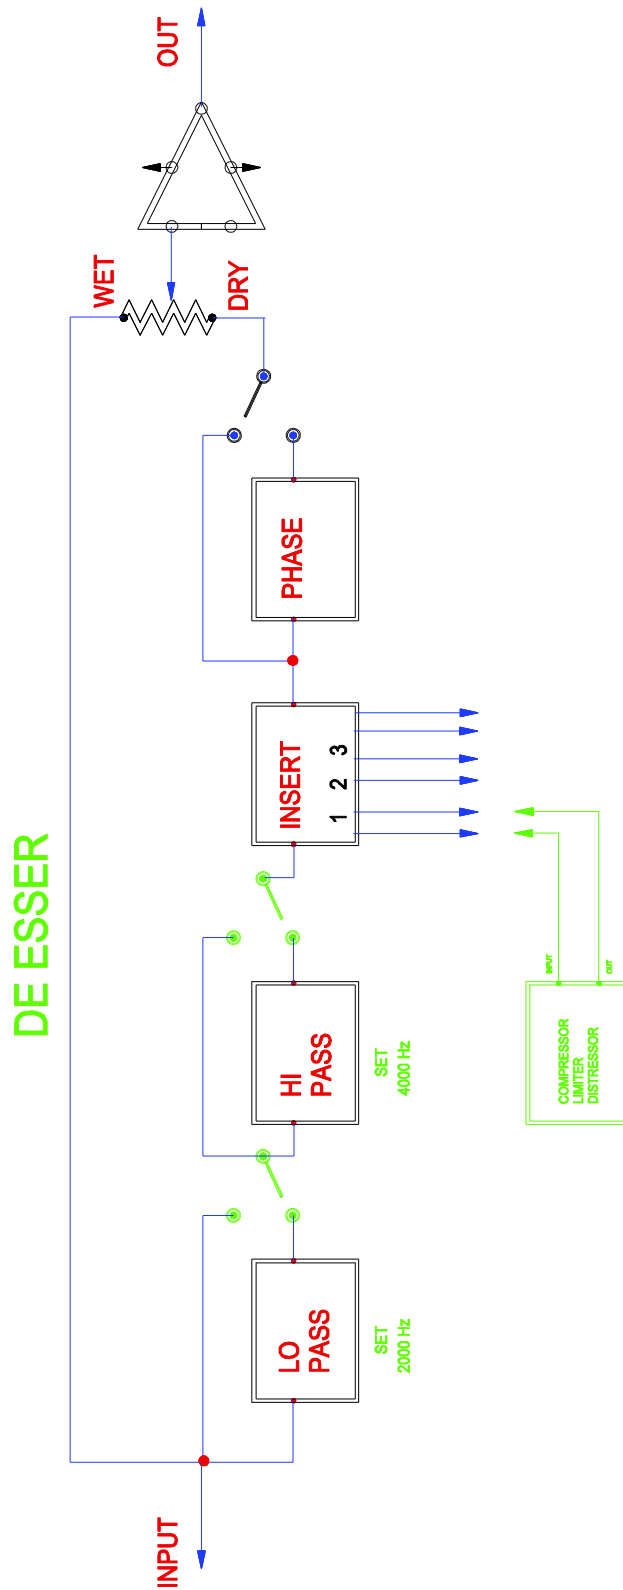 DE ESSER
INPUT
LO
PASS
SET
2000 Hz
HI
PASS
SET
4000 Hz
INSERT
1 2 3
PHASE
WET
DRY
OUT
COMPRESSOR
LIMITER
DISTRESSOR
INPUT
OUT